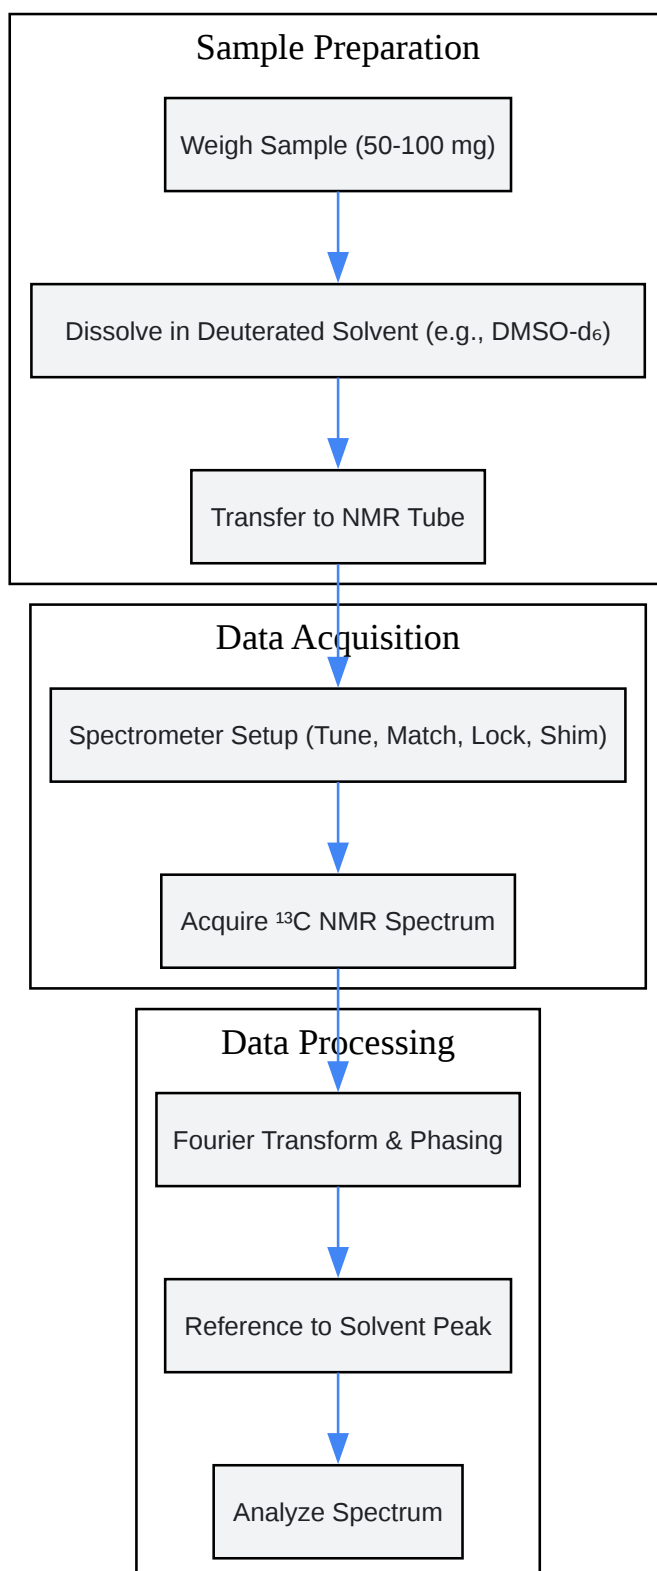 Sample Preparation
Weigh Sample (50-100 mg)
Dissolve in Deuterated Solvent (e.g., DMSO-d₆)
Transfer to NMR Tube
Data Acquisition
Spectrometer Setup (Tune, Match, Lock, Shim)
Acquire ¹³C NMR Spectrum
Data Processing
Fourier Transform & Phasing
Reference to Solvent Peak
Analyze Spectrum